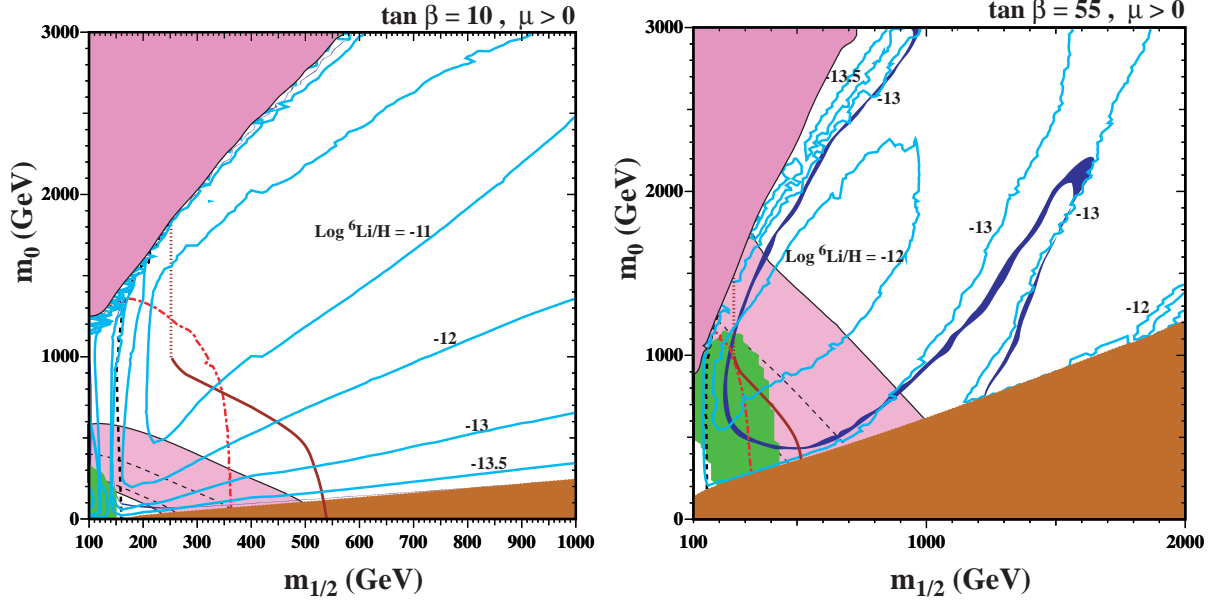 tan β = 10 , μ > 0
3000
2000
1000
0
m0 (GeV)
Log ⁶Li/H = -11
-12
-13
-13.5
100 200 300 400 500 600 700 800 900 1000
m1/2 (GeV)
tan β = 55 , μ > 0
3000
2000
1000
0
m0 (GeV)
-13.5
-13
-13
-13
Log ⁶Li/H = -12
-12
100 1000 2000
m1/2 (GeV)